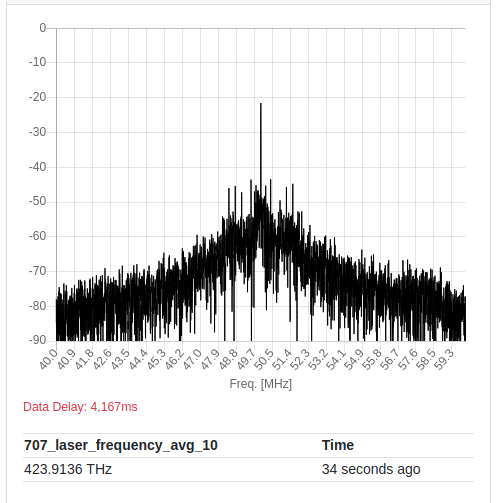 0
-10
-20
-30
-40
-50
-60
-70
-80
-90
40.0 40.9 41.8 42.6 43.5 44.4 45.3 46.2 47.0 47.9 48.8 49.7 50.5 51.4 52.3 53.2 54.1 54.9 55.8 56.7 57.6 58.5 59.3
Freq. [MHz]
Data Delay: 4,167ms
707_laser_frequency_avg_10 Time
423.9136 THz 34 seconds ago